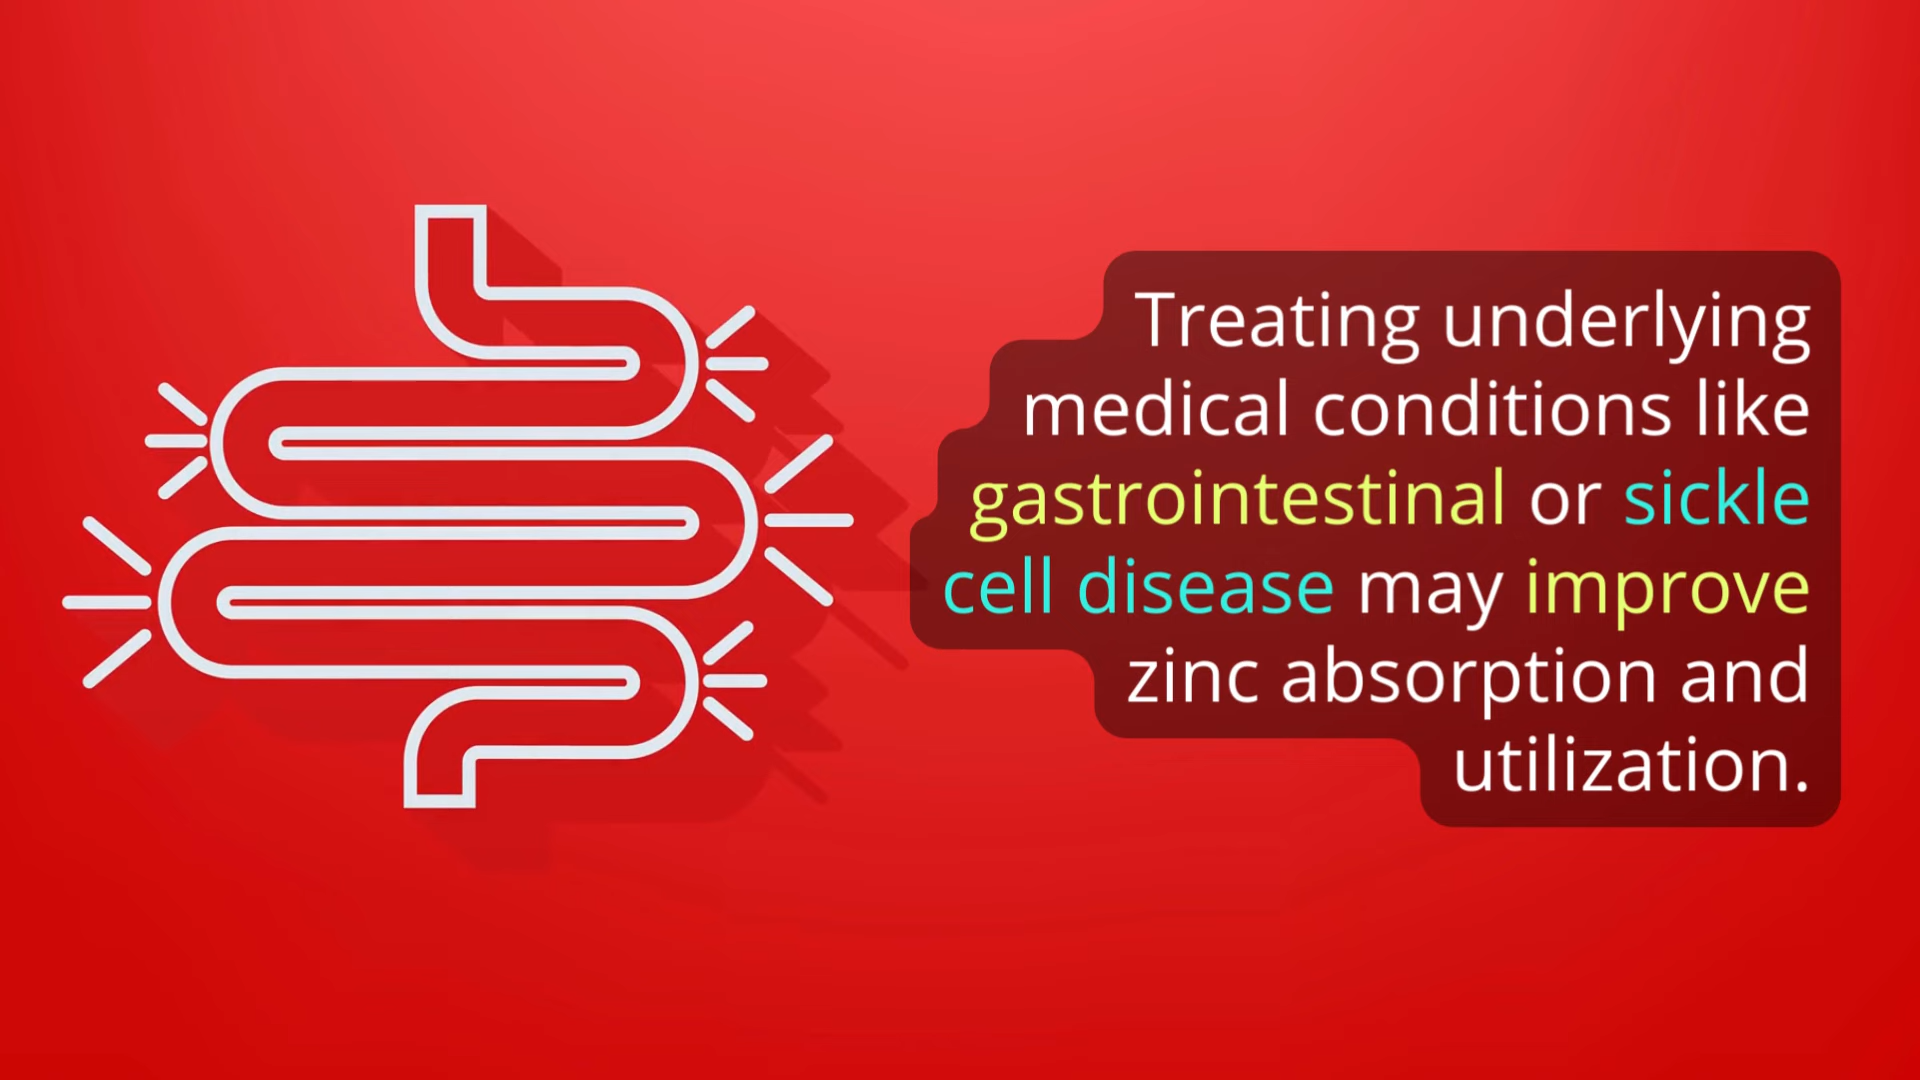 Treating underlying
medical conditions like
gastrointestinal or sickle
cell disease may improve
zinc absorption and
utilization.